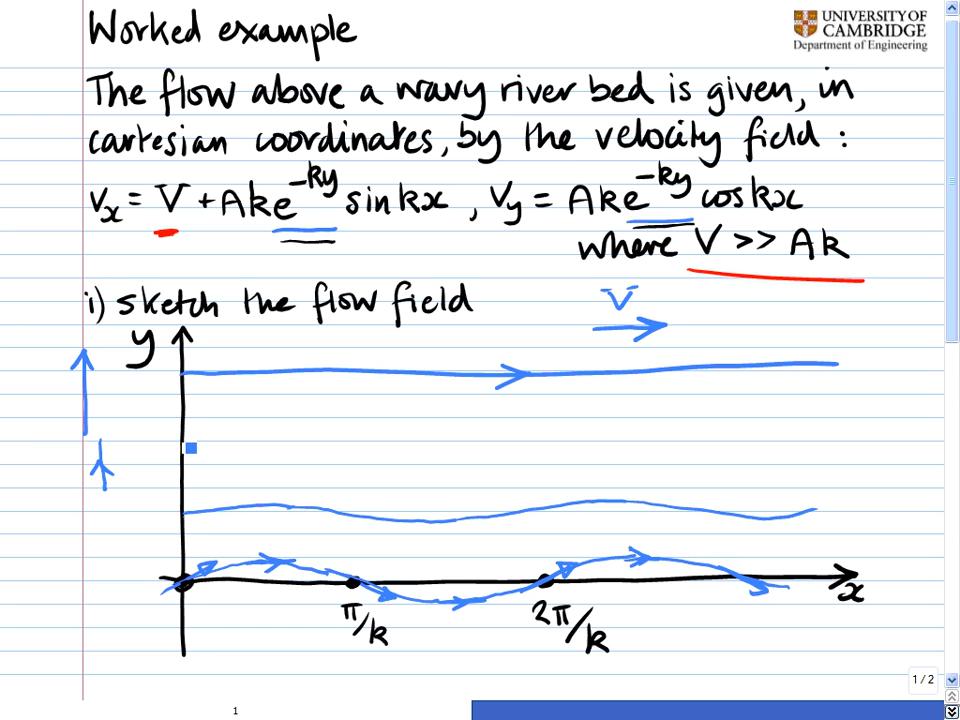 Worked example
UNIVERSITY OF
CAMBRIDGE
Department of Engineering
The flow above a wavy river bed is given, in
cartesian coordinates, by the velocity field :
Vx = V + Ake^-ky sin kx , Vy = Ake^-ky cos kx
where V >> Ak
i) sketch the flow field
V
y
x
π/k
2π/k
1 / 2
1